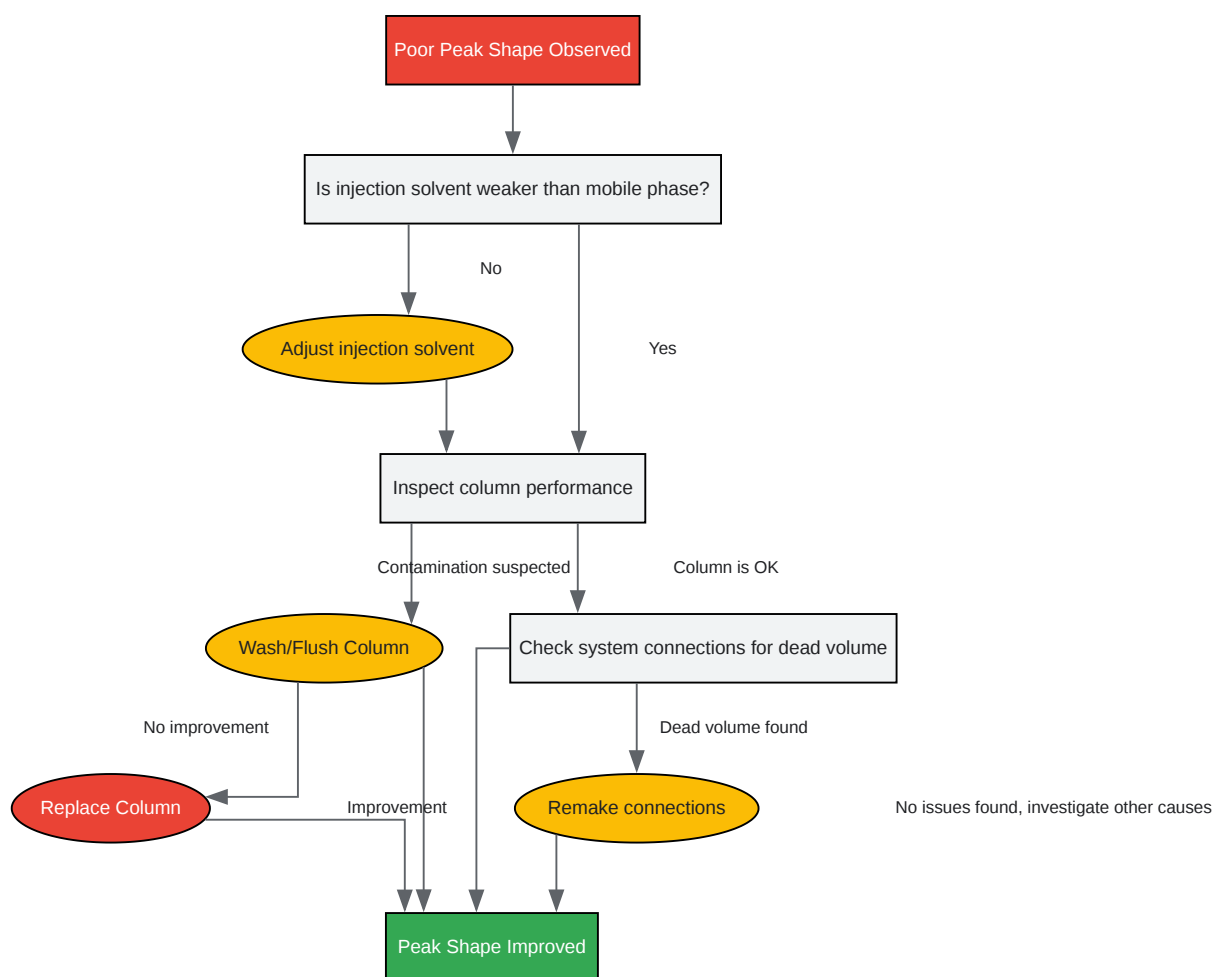 Poor Peak Shape Observed
Is injection solvent weaker than mobile phase?
No
Adjust injection solvent
Yes
Inspect column performance
Contamination suspected
Column is OK
Wash/Flush Column
Check system connections for dead volume
No improvement
Dead volume found
Replace Column
Improvement
Remake connections
No issues found, investigate other causes
Peak Shape Improved